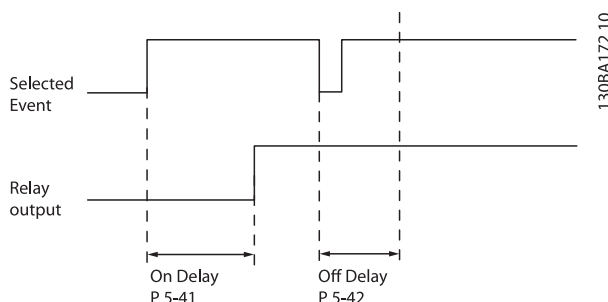 130BA172.10
Selected
Event
Relay
output
On Delay
P 5-41
Off Delay
P 5-42